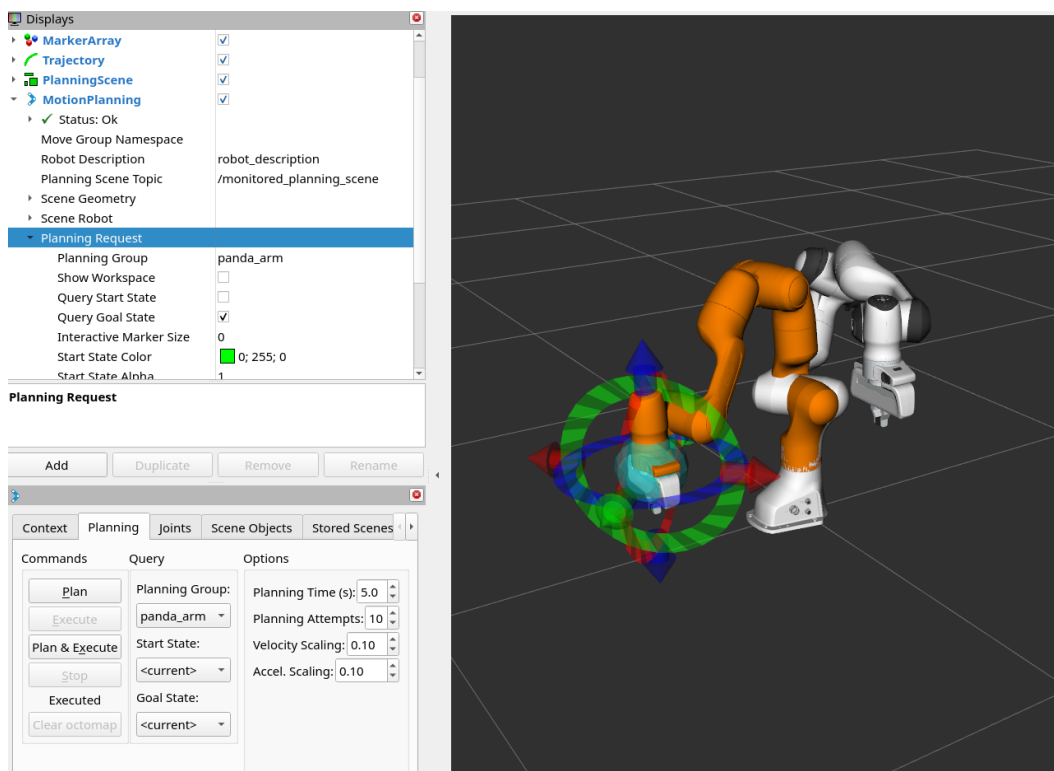 Displays
MarkerArray
Trajectory
PlanningScene
MotionPlanning
Status: Ok
Move Group Namespace
Robot Description robot_description
Planning Scene Topic /monitored_planning_scene
Scene Geometry
Scene Robot
Planning Request
Planning Group panda_arm
Show Workspace
Query Start State
Query Goal State
Interactive Marker Size 0
Start State Color 0; 255; 0
Start State Alpha 1
Planning Request
Add Duplicate Remove Rename
Context Planning Joints Scene Objects Stored Scenes
Commands Query Options
Plan Planning Group: Planning Time (s): 5.0
Execute panda_arm Planning Attempts: 10
Plan & Execute Start State: Velocity Scaling: 0.10
Stop <current> Accel. Scaling: 0.10
Executed Goal State:
Clear octomap <current>